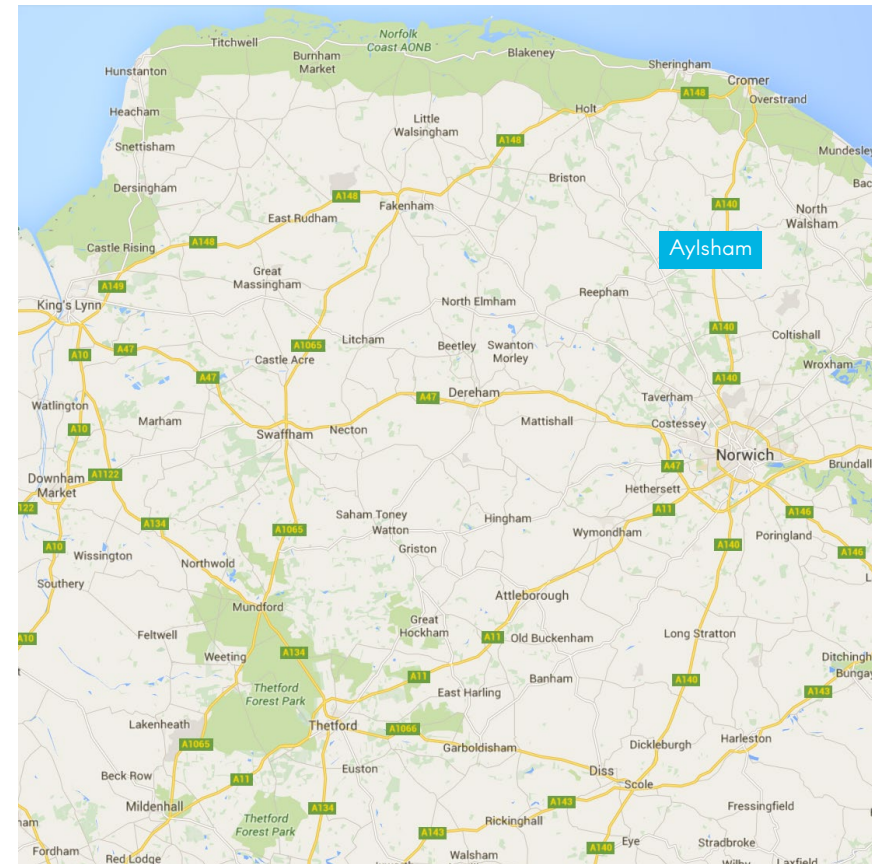 Titchwell
Norfolk
Coast AONB
Burnham
Market
Blakeney
Sheringham
Cromer
Hunstanton
A148
Overstrand
Heacham
Holt
Little
Walsingham
A148
Snettisham
Mundesley
Dersingham
Briston
A148
Fakenham
A140
East Rudham
North
Walsham
Castle Rising
A148
Aylsham
Great
Massingham
A149
Reepham
King's Lynn
North Elmham
A140
Coltishall
A1065
Litcham
Beetley
Swanton
Morley
A10
A47
Castle Acre
Wroxham
A47
A140
Dereham
A47
Taverham
Watlington
Marham
Mattishall
Costessey
A10
Swaffham
Necton
Norwich
A47
Brundall
Downham
Market
A1122
Hethersett
122
A11
A146
Saham Toney
Watton
Hingham
A134
A1065
Wymondham
Poringland
A10
Wissington
Griston
A140
A146
Northwold
Southery
Attleborough
Mundford
Great
Hockham
Feltwell
A11
Old Buckenham
Long Stratton
A10
Weeting
A134
Ditchingh
Bungay
A11
Banham
A140
Thetford
Forest Park
East Harling
A143
Lakenheath
Thetford
A1066
A1065
Garboldisham
Dickleburgh
Harleston
Beck Row
A11
Euston
Diss
Scole
Mildenhall
A134
A143
Fressingfield
Thetford
Forest Park
Rickinghall
A143
Eye
Stradbroke
Fordham
Red Lodge
Walsham
A140
Laxfield